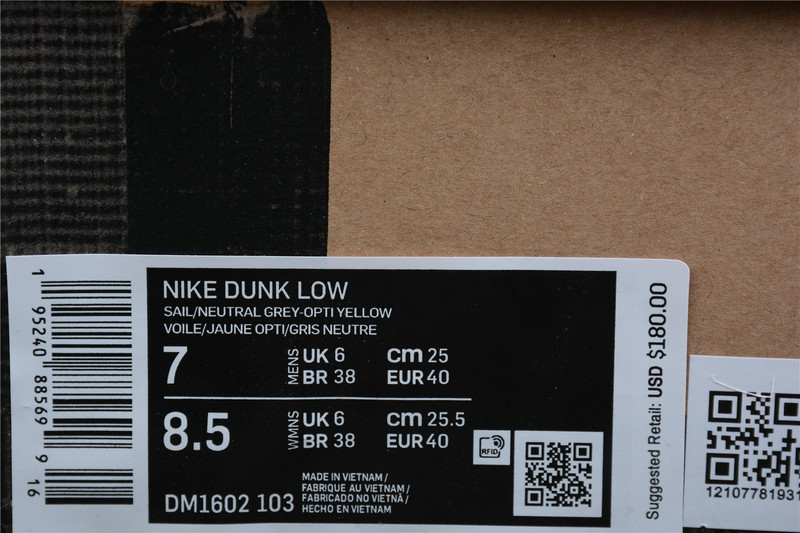 1 95240 88569 9 16
NIKE DUNK LOW
SAIL/NEUTRAL GREY-OPTI YELLOW
VOILE/JAUNE OPTI/GRIS NEUTRE
7 MENS UK 6 cm 25
BR 38 EUR 40
8.5 WMNS UK 6 cm 25.5
BR 38 EUR 40
RFID
DM1602 103
MADE IN VIETNAM /
FABRIQUE AU VIETNAM /
FABRICADO NO VIETNÃ /
HECHO EN VIETNAM
Suggested Retail: USD $180.00